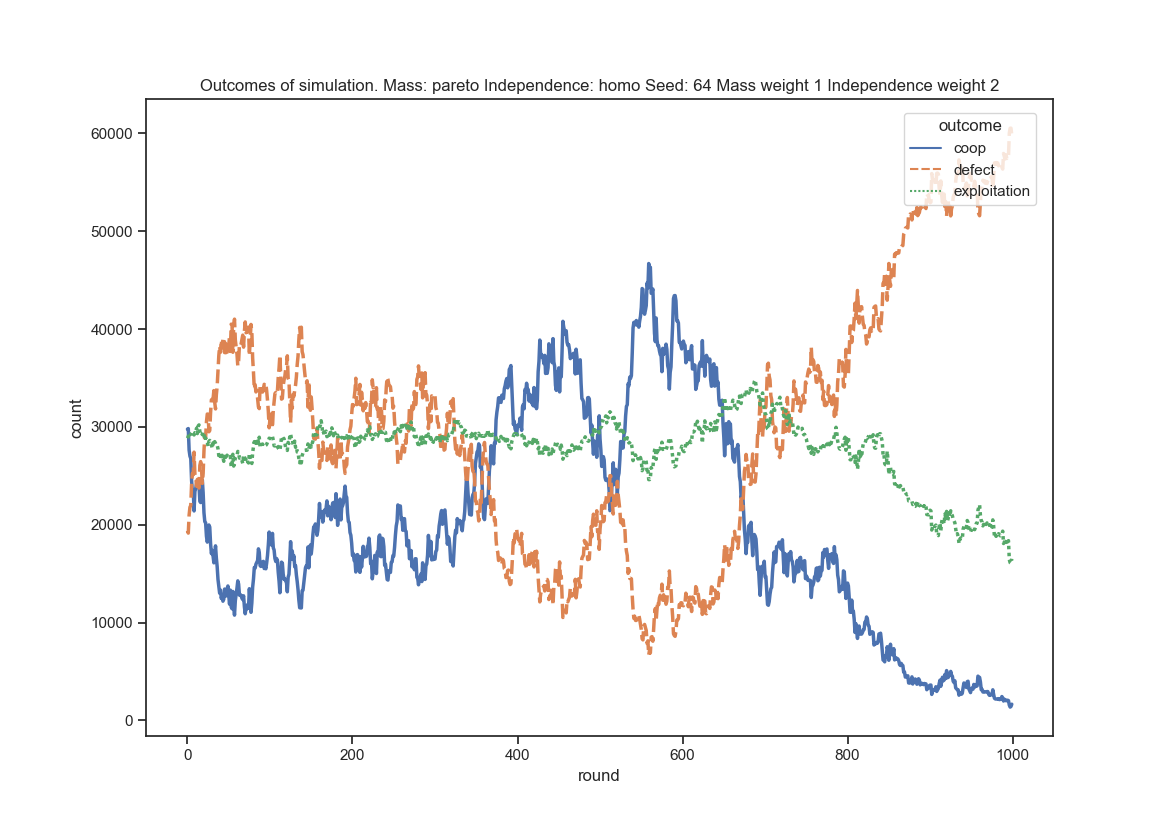 Outcomes of simulation. Mass: pareto Independence: homo Seed: 64 Mass weight 1 Independence weight 2
outcome
coop
defect
exploitation
60000
50000
40000
30000
20000
10000
0
count
0 200 400 600 800 1000
round